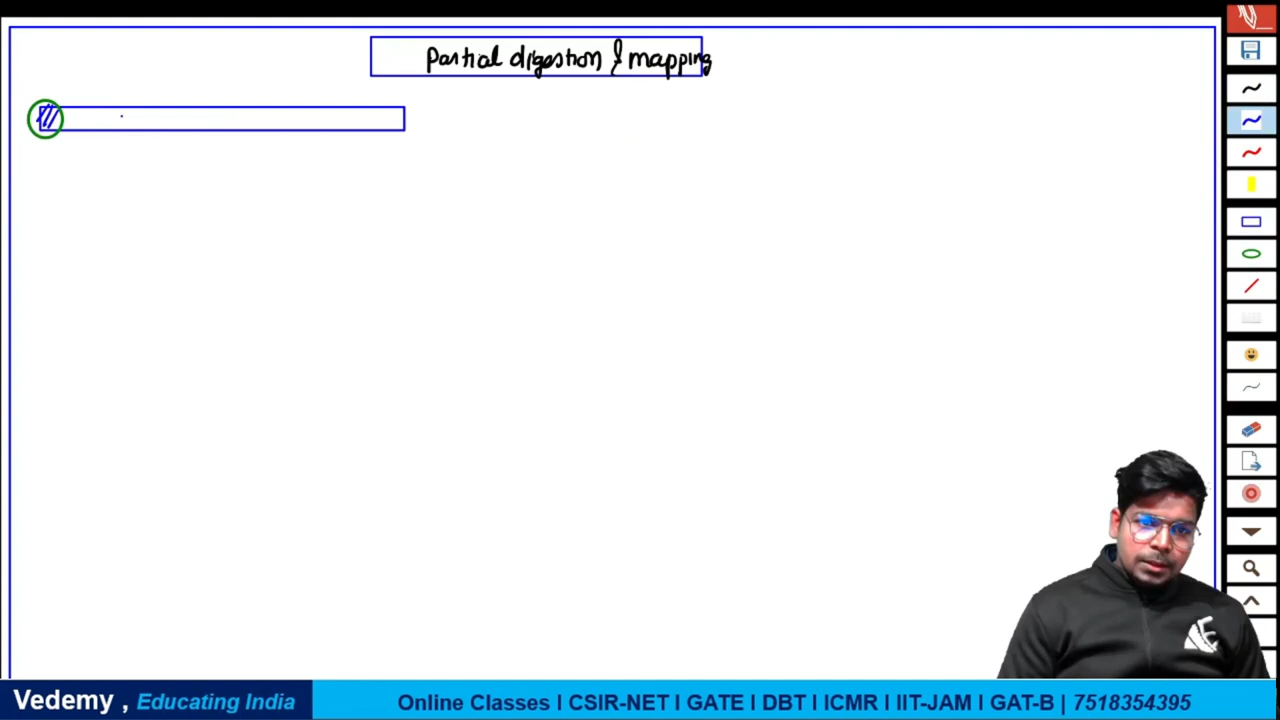 Partial digestion & mapping
Vedemy , Educating India
Online Classes I CSIR-NET I GATE I DBT I ICMR I IIT-JAM I GAT-B | 7518354395